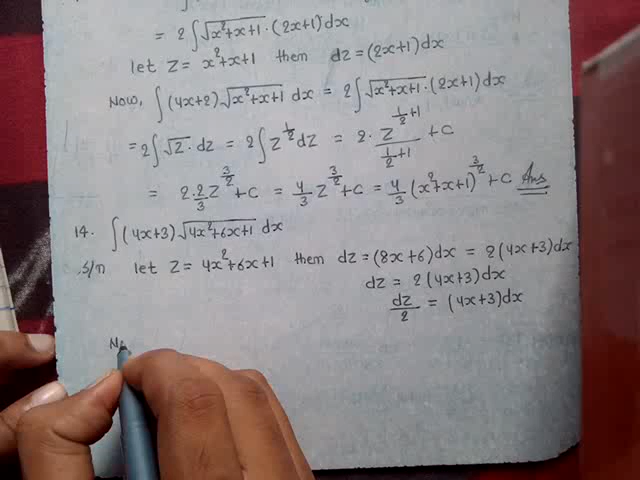 = 2∫√(x²+x+1)·(2x+1)dx
let Z = x²+x+1 then dz = (2x+1)dx
Now, ∫(4x+2)√(x²+x+1) dx = 2∫√(x²+x+1)·(2x+1)dx
= 2∫√Z·dz = 2∫Z^(1/2)dz = 2·Z^(1/2+1)/(1/2+1) + C
= 2·2/3 Z^(3/2) + C = 4/3 Z^(3/2) + C = 4/3 (x²+x+1)^(3/2) + C Ans
14. ∫(4x+3)√(4x²+6x+1) dx
S/n let Z = 4x²+6x+1 then dz = (8x+6)dx = 2(4x+3)dx
dz = 2(4x+3)dx
dz/2 = (4x+3)dx